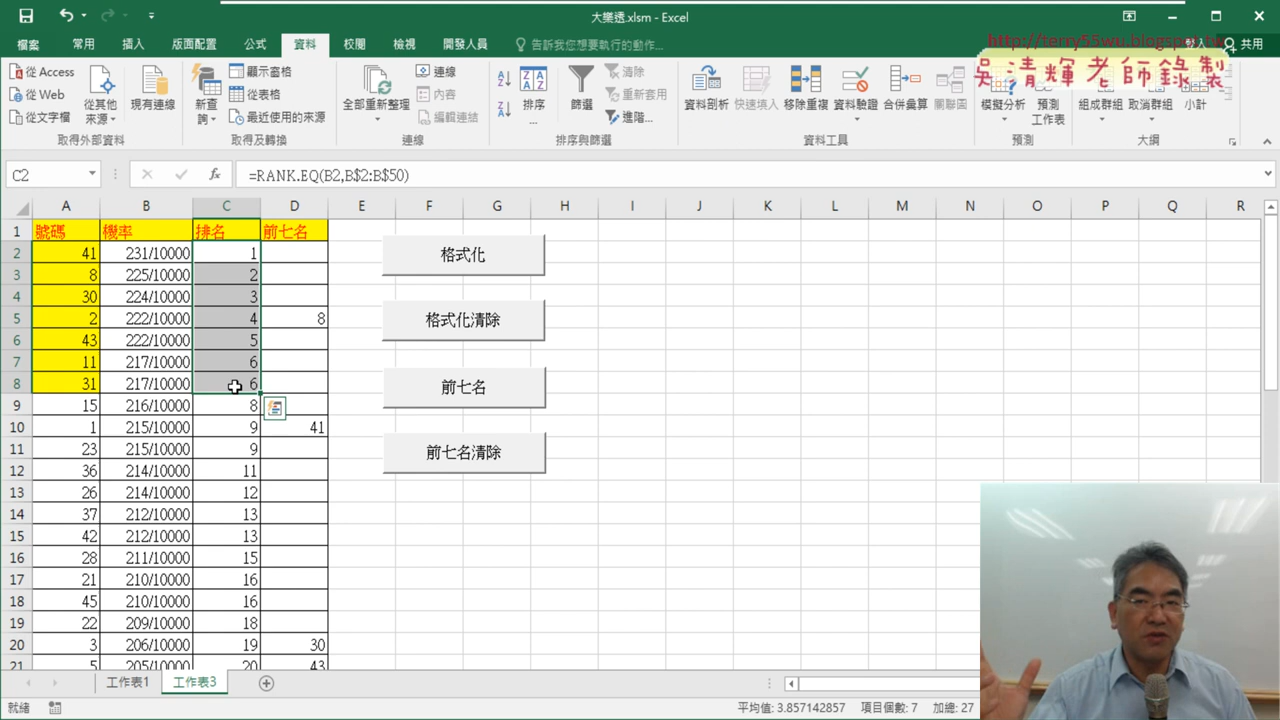 大樂透.xlsm - Excel
檔案 常用 插入 版面配置 公式 資料 校閱 檢視 開發人員 告訴我您想要執行的動作... 共用
http://terry55wu.blogspot.tw
吳清輝老師錄製
從 Access
從 Web
從文字檔
從其他
來源
現有連線
新查
詢
顯示窗格
從表格
最近使用的來源
全部重新整理
連線
內容
編輯連結
排序
...
篩選
清除
重新套用
進階...
資料剖析
快速填入
移除重複
資料驗證
合併彙算
關聯圖
模擬分析
預測
工作表
組成群組
取消群組
小計
取得外部資料 取得及轉換 連線 排序與篩選 資料工具 預測 大綱
C2 fx =RANK.EQ(B2,B$2:B$50)
A B C D E F G H I J K L M N O P Q R
1 號碼 機率 排名 前七名
2 41 231/10000 1
3 8 225/10000 2
4 30 224/10000 3
5 2 222/10000 4 8
6 43 222/10000 5
7 11 217/10000 6
8 31 217/10000 6
9 15 216/10000 8
10 1 215/10000 9 41
11 23 215/10000 9
12 36 214/10000 11
13 26 214/10000 12
14 37 212/10000 13
15 42 212/10000 13
16 28 211/10000 15
17 21 210/10000 16
18 45 210/10000 16
19 22 209/10000 18
20 3 206/10000 19 30
21 5 205/10000 20 43
格式化
格式化清除
前七名
前七名清除
工作表1 工作表3
就緒 平均值: 3.857142857 項目個數: 7 加總: 27